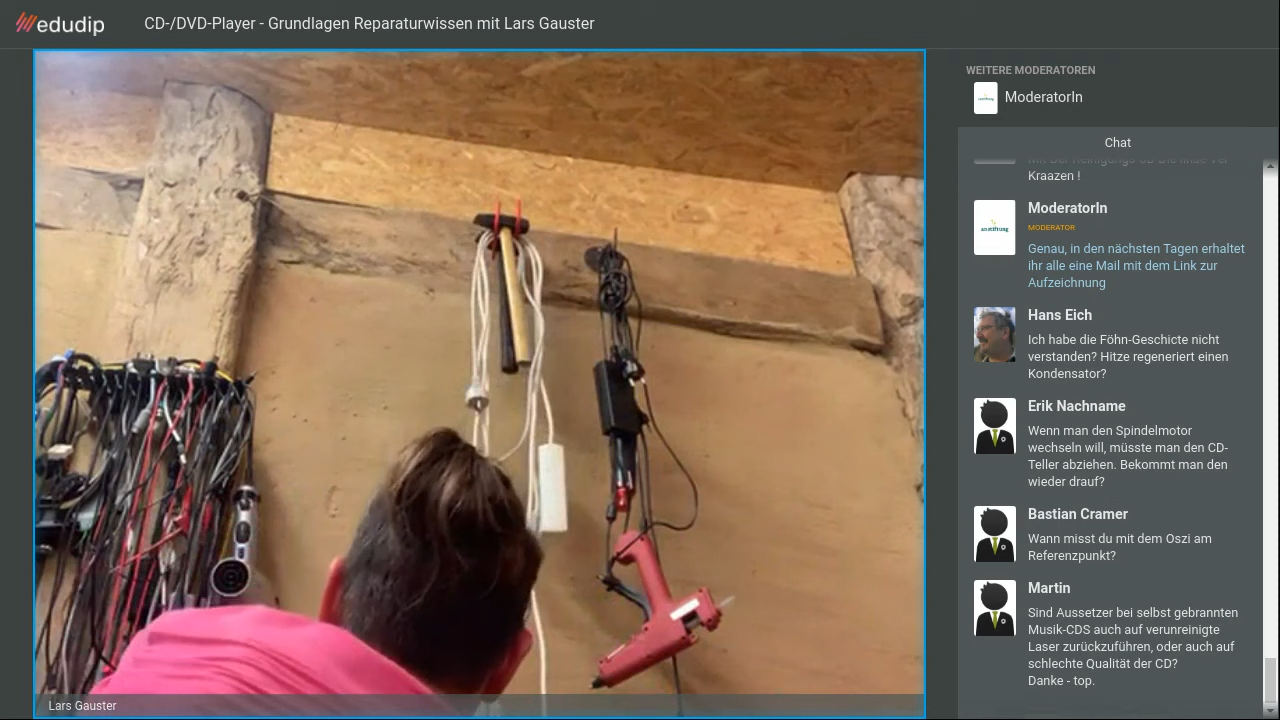 edudip
CD-/DVD-Player - Grundlagen Reparaturwissen mit Lars Gauster
WEITERE MODERATOREN
ModeratorIn
Chat
Kraazen !
ModeratorIn
anstiftung
MODERATOR
Genau, in den nächsten Tagen erhaltet
ihr alle eine Mail mit dem Link zur
Aufzeichnung
Hans Eich
Ich habe die Föhn-Geschichte nicht
verstanden? Hitze regeneriert einen
Kondensator?
Erik Nachname
Wenn man den Spindelmotor
wechseln will, müsste man den CD-
Teller abziehen. Bekommt man den
wieder drauf?
Bastian Cramer
Wann misst du mit dem Oszi am
Referenzpunkt?
Martin
Sind Aussetzer bei selbst gebrannten
Musik-CDS auch auf verunreinigte
Laser zurückzuführen, oder auch auf
schlechte Qualität der CD?
Danke - top.
Lars Gauster